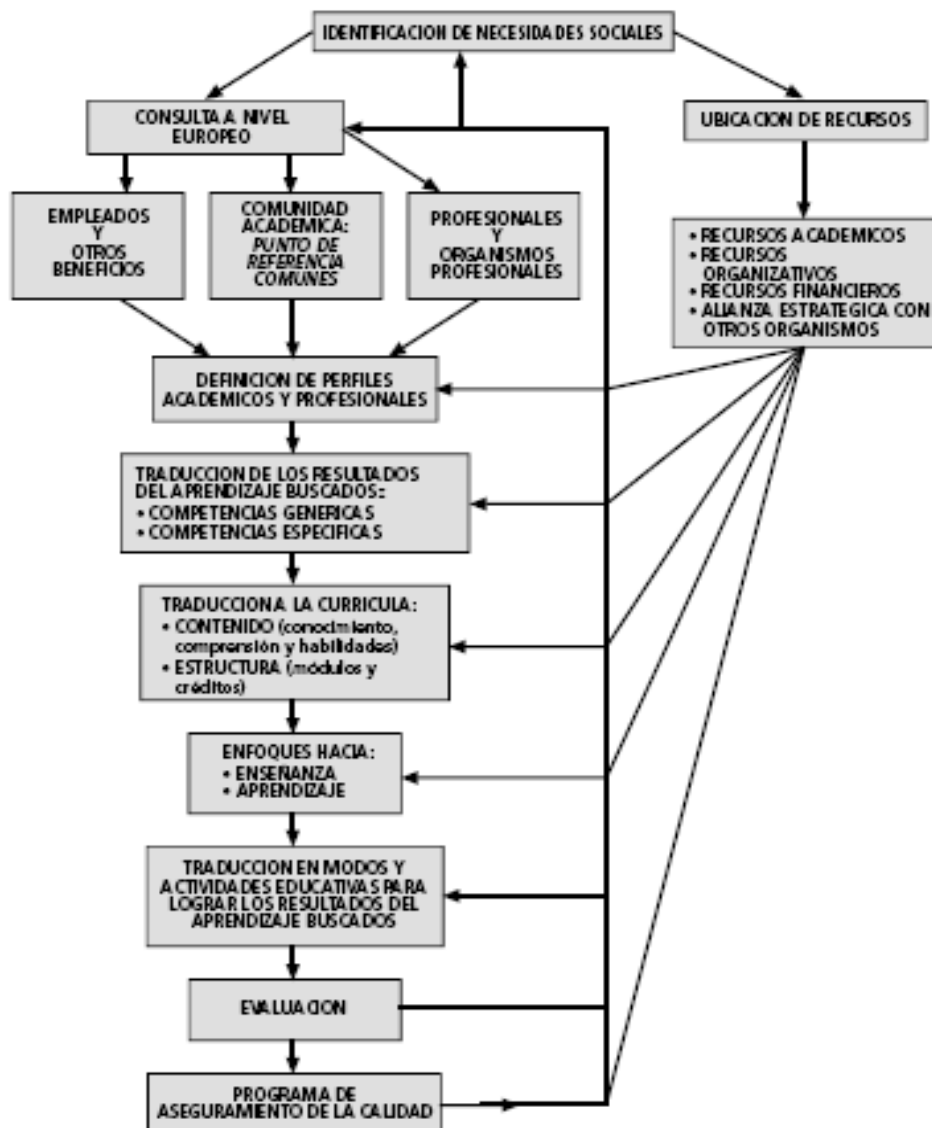 IDENTIFICACION DE NECESIDADES SOCIALES
CONSULTA A NIVEL
EUROPEO
UBICACION DE RECURSOS
EMPLEADOS
Y
OTROS
BENEFICIOS
COMUNIDAD
ACADEMICA:
PUNTO DE
REFERENCIA
COMUNES
PROFESIONALES
Y
ORGANISMOS
PROFESIONALES
• RECURSOS ACADEMICOS
• RECURSOS
ORGANIZATIVOS
• RECURSOS FINANCIEROS
• ALIANZA ESTRATEGICA CON
OTROS ORGANISMOS
DEFINICION DE PERFILES
ACADEMICOS Y PROFESIONALES
TRADUCCION DE LOS RESULTADOS
DEL APRENDIZAJE BUSCADOS::
• COMPETENCIAS GENERICAS
• COMPETENCIAS ESPECIFICAS
TRADUCCION A LA CURRICULA:
• CONTENIDO (conocimiento,
comprensión y habilidades)
• ESTRUCTURA (módulos y
créditos)
ENFOQUES HACIA:
• ENSEÑANZA
• APRENDIZAJE
TRADUCCION EN MODOS Y
ACTIVIDADES EDUCATIVAS PARA
LOGRAR LOS RESULTADOS DEL
APRENDIZAJE BUSCADOS
EVALUACION
PROGRAMA DE
ASEGURAMIENTO DE LA CALIDAD